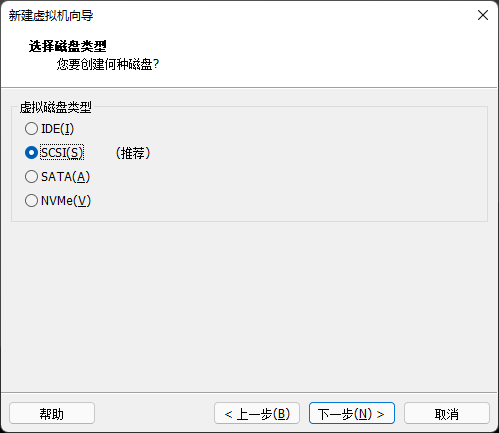 新建虚拟机向导
选择磁盘类型
您要创建何种磁盘?
虚拟磁盘类型
IDE(I)
SCSI(S) (推荐)
SATA(A)
NVMe(V)
帮助 < 上一步(B) 下一步(N) > 取消